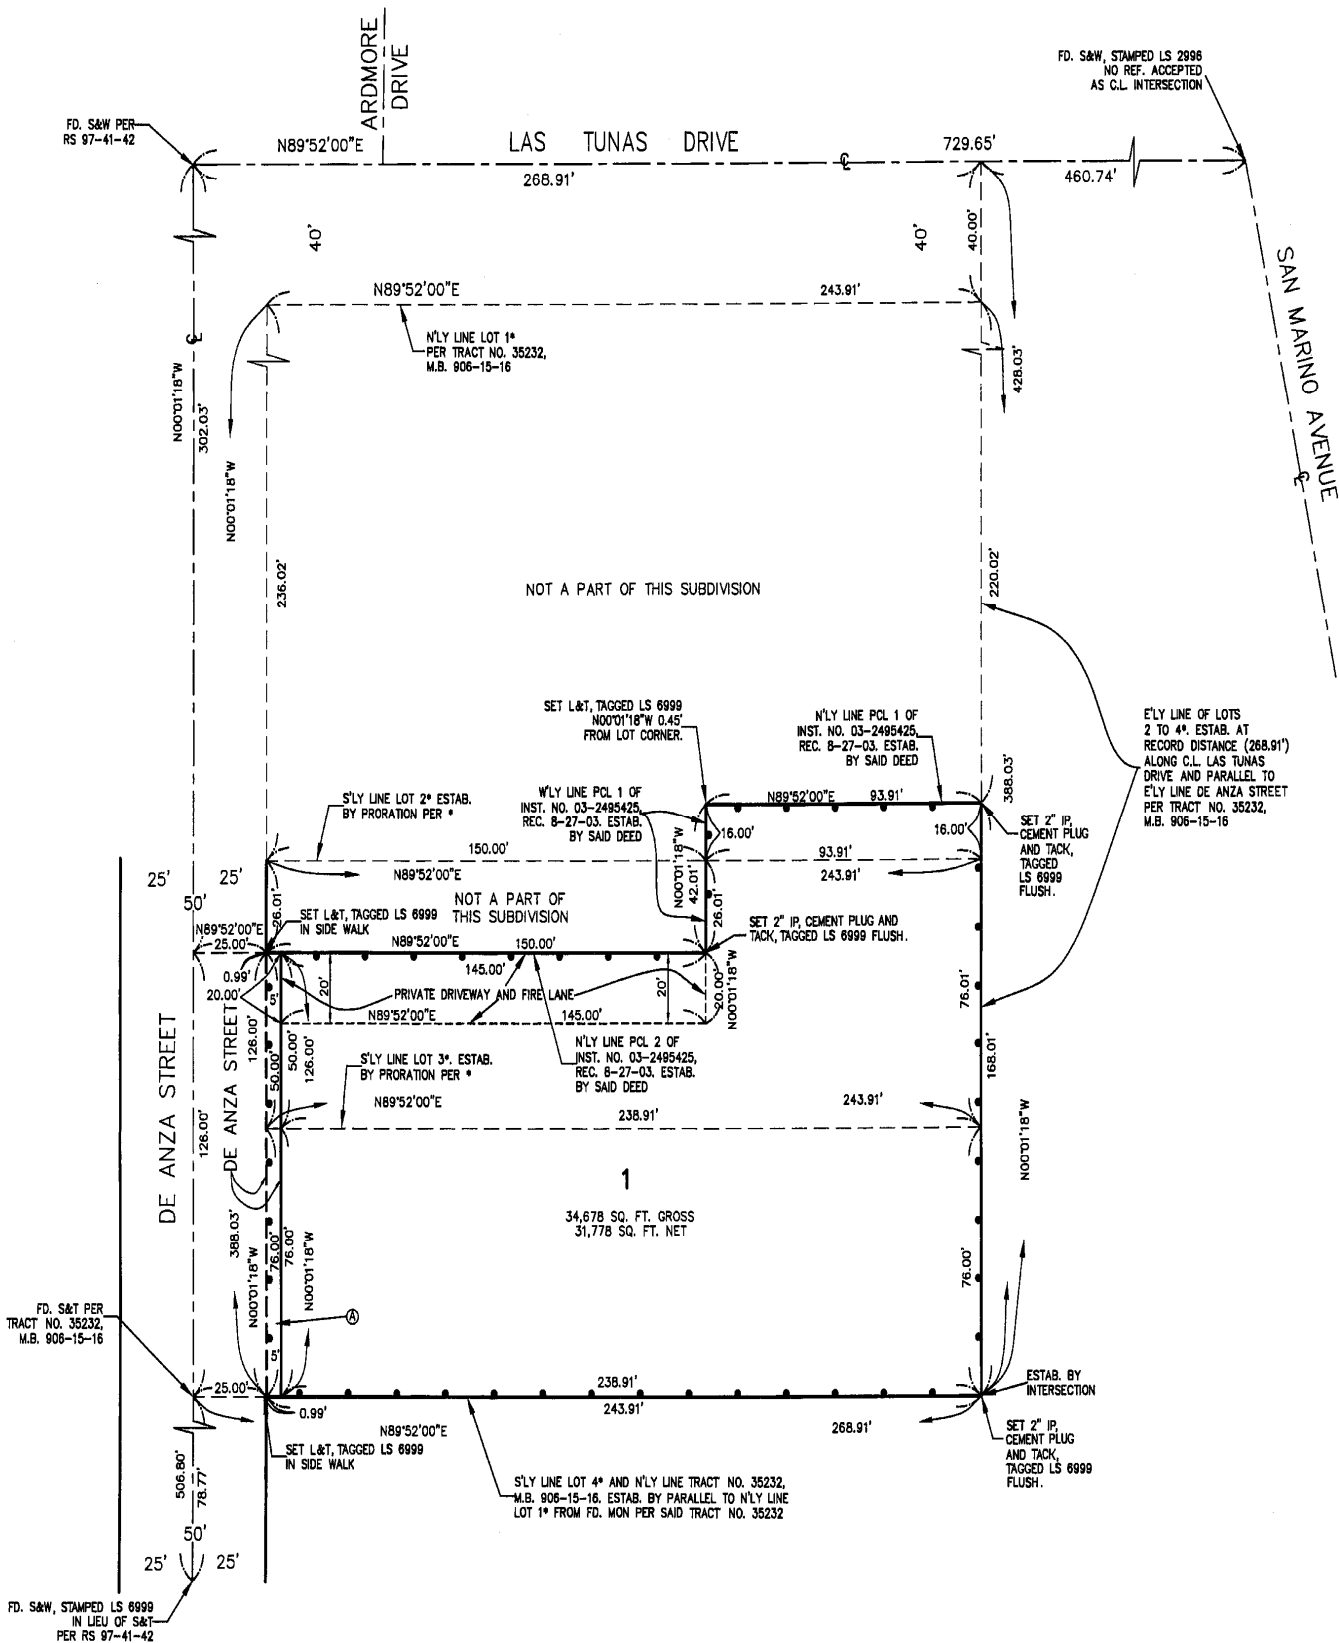 ARDMORE
DRIVE
FD. S&W, STAMPED LS 2996
NO REF. ACCEPTED
AS C.L. INTERSECTION
FD. S&W PER
RS 97-41-42
N89°52'00"E
LAS TUNAS DRIVE
729.65'
268.91'
460.74'
40'
40'
40.00'
SAN MARINO AVENUE
N89°52'00"E
243.91'
N'LY LINE LOT 1*
PER TRACT NO. 35232,
M.B. 906-15-16
428.03'
N00°01'18"W
302.03'
N00°01'18"W
236.02'
220.02'
NOT A PART OF THIS SUBDIVISION
SET L&T, TAGGED LS 6999
N00°01'18"W 0.45'
FROM LOT CORNER.
N'LY LINE PCL 1 OF
INST. NO. 03-2495425,
REC. 8-27-03. ESTAB.
BY SAID DEED
E'LY LINE OF LOTS
2 TO 4*. ESTAB. AT
RECORD DISTANCE (268.91')
ALONG C.L. LAS TUNAS
DRIVE AND PARALLEL TO
E'LY LINE DE ANZA STREET
PER TRACT NO. 35232,
M.B. 906-15-16
388.03'
S'LY LINE LOT 2* ESTAB.
BY PRORATION PER *
W'LY LINE PCL 1 OF
INST. NO. 03-2495425,
REC. 8-27-03. ESTAB.
BY SAID DEED
N89°52'00"E
93.91'
16.00'
16.00'
SET 2" IP,
CEMENT PLUG
AND TACK,
TAGGED
LS 6999
FLUSH.
150.00'
93.91'
N89°52'00"E
243.91'
N00°01'18"W
42.01'
26.01'
25'
25'
50'
26.01'
NOT A PART OF
THIS SUBDIVISION
SET L&T, TAGGED LS 6999
IN SIDE WALK
SET 2" IP, CEMENT PLUG AND
TACK, TAGGED LS 6999 FLUSH.
N89°52'00"E
25.00'
N89°52'00"E
150.00'
0.99'
145.00'
20.00'
5'
20'
PRIVATE DRIVEWAY AND FIRE LANE
20'
20.00'
N00°01'18"W
76.01'
N89°52'00"E
145.00'
168.01'
DE ANZA STREET
126.00'
DE ANZA STREET
126.00'
50.00'
50.00'
126.00'
N'LY LINE PCL 2 OF
INST. NO. 03-2495425,
REC. 8-27-03. ESTAB.
BY SAID DEED
S'LY LINE LOT 3*. ESTAB.
BY PRORATION PER *
N89°52'00"E
243.91'
238.91'
1
34,678 SQ. FT. GROSS
31,778 SQ. FT. NET
N00°01'18"W
388.03'
N00°01'18"W
76.00'
76.00'
N00°01'18"W
76.00'
A
FD. S&T PER
TRACT NO. 35232,
M.B. 906-15-16
5'
25.00'
0.99'
238.91'
243.91'
N89°52'00"E
268.91'
ESTAB. BY
INTERSECTION
SET 2" IP,
CEMENT PLUG
AND TACK,
TAGGED LS 6999
FLUSH.
SET L&T, TAGGED LS 6999
IN SIDE WALK
S'LY LINE LOT 4* AND N'LY LINE TRACT NO. 35232,
M.B. 906-15-16. ESTAB. BY PARALLEL TO N'LY LINE
LOT 1* FROM FD. MON PER SAID TRACT NO. 35232
506.80'
78.77'
50'
25'
25'
FD. S&W, STAMPED LS 6999
IN LIEU OF S&T
PER RS 97-41-42